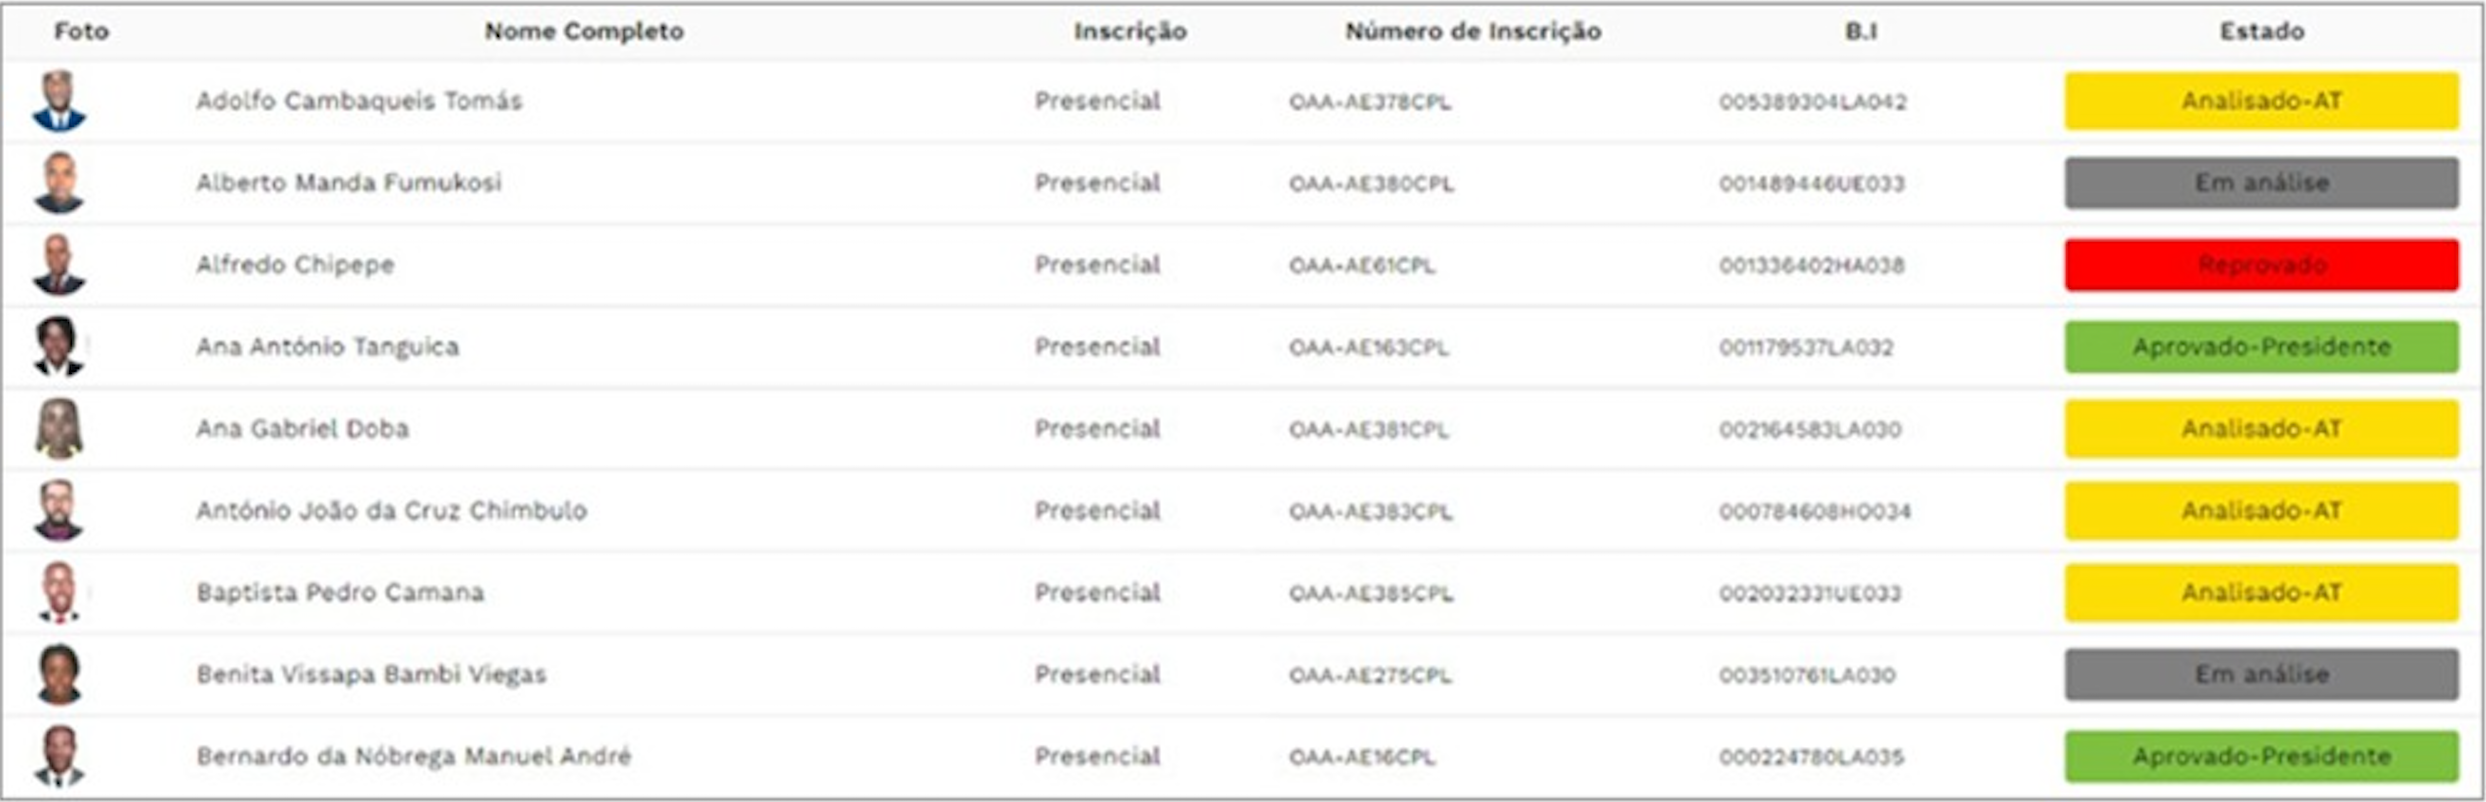 Foto Nome Completo Inscrição Número de Inscrição B.I Estado
Adolfo Cambaqueis Tomás Presencial OAA-AE378CPL 005389304LA042 Analisado-AT
Alberto Manda Fumukosi Presencial OAA-AE380CPL 001489446UE033 Em análise
Alfredo Chipepe Presencial OAA-AE61CPL 001336402HA038 Reprovado
Ana António Tanguica Presencial OAA-AE163CPL 001179537LA032 Aprovado-Presidente
Ana Gabriel Doba Presencial OAA-AE381CPL 002164583LA030 Analisado-AT
António João da Cruz Chimbulo Presencial OAA-AE383CPL 000784608HO034 Analisado-AT
Baptista Pedro Camana Presencial OAA-AE385CPL 002032331UE033 Analisado-AT
Benita Vissapa Bambi Viegas Presencial OAA-AE275CPL 003510761LA030 Em análise
Bernardo da Nóbrega Manuel André Presencial OAA-AE16CPL 000224780LA035 Aprovado-Presidente